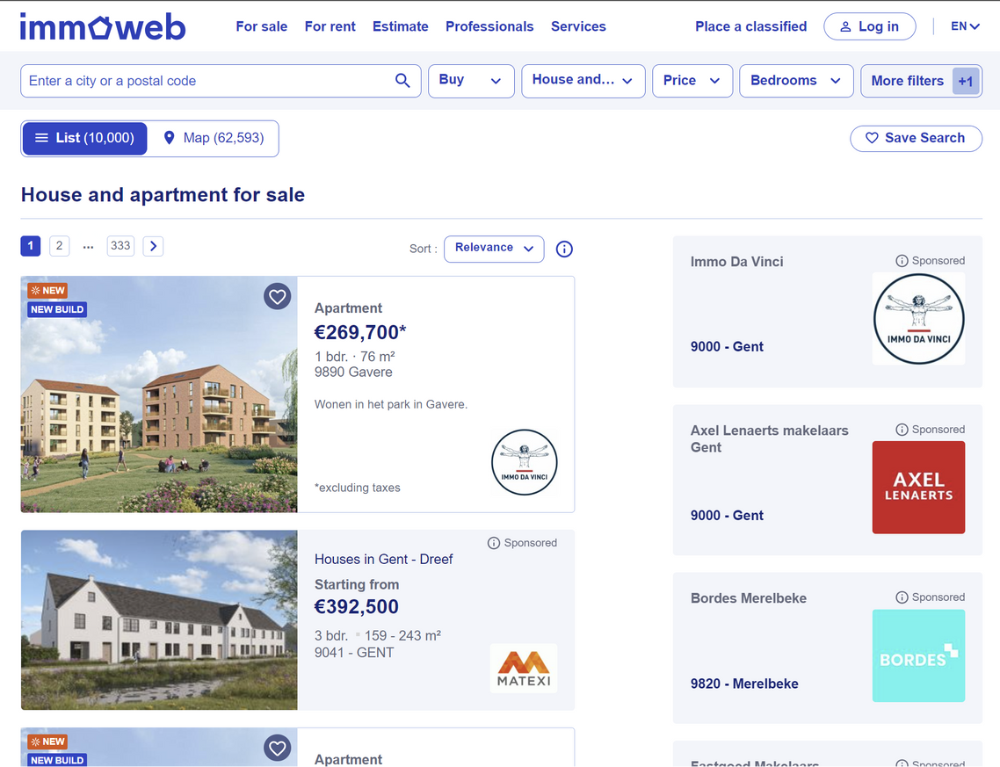 immoweb
For sale
For rent
Estimate
Professionals
Services
Place a classified
Log in
EN
Enter a city or a postal code
Buy
House and...
Price
Bedrooms
More filters +1
List (10,000)
Map (62,593)
Save Search
House and apartment for sale
1 2 ... 333
Sort :
Relevance
NEW
NEW BUILD
Apartment
€269,700*
1 bdr. · 76 m²
9890 Gavere
Wonen in het park in Gavere.
IMMO DA VINCI
*excluding taxes
Sponsored
Houses in Gent - Dreef
Starting from
€392,500
3 bdr. 159 - 243 m²
9041 - GENT
MATEXI
NEW
NEW BUILD
Apartment
Immo Da Vinci
Sponsored
IMMO DA VINCI
9000 - Gent
Axel Lenaerts makelaars
Gent
Sponsored
AXEL
LENAERTS
9000 - Gent
Bordes Merelbeke
Sponsored
BORDES
9820 - Merelbeke
Eastgoed Makelaars
Sponsored